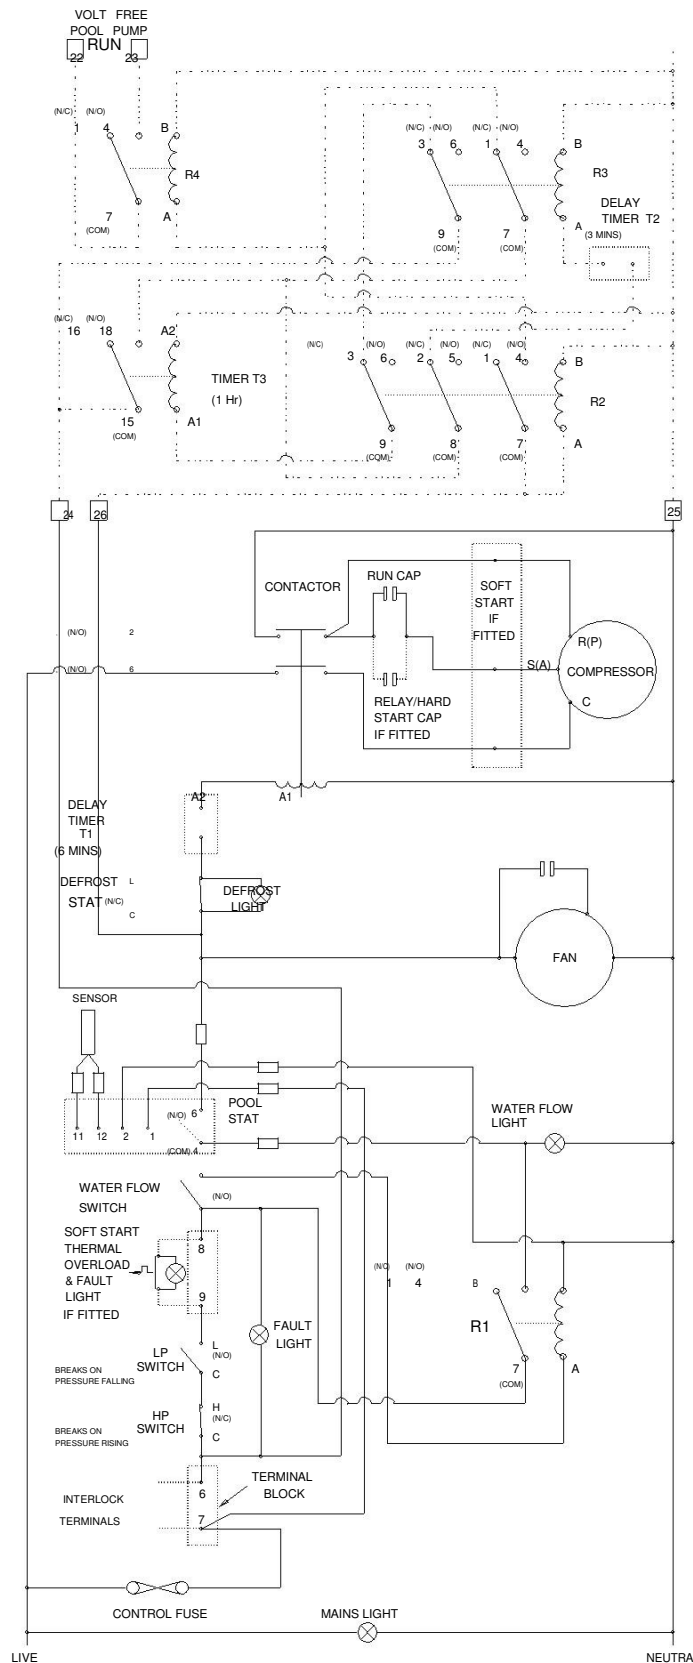 VOLT FREE
POOL PUMP
RUN
22 23
(N/C) (N/O)
1 4 B
R4
7 A
(COM)
(N/C) (N/O) (N/C) (N/O)
3 6 1 4 B
R3
DELAY
TIMER T2
(3 MINS)
A
9 7
(COM) (COM)
(N/C) (N/O)
16 18 A2
TIMER T3
(1 Hr)
15 A1
(COM)
(N/C) (N/O) (N/C) (N/O) (N/C) (N/O)
3 6 2 5 1 4 B
R2
9 8 7 A
(COM) (COM) (COM)
24 26 25
CONTACTOR
RUN CAP
SOFT
START
IF
FITTED
(N/O) 2
(N/O) 6
R(P)
S(A)
COMPRESSOR
C
RELAY/HARD
START CAP
IF FITTED
A2 A1
DELAY
TIMER
T1
(6 MINS)
DEFROST L
STAT (N/C)
C
DEFROST
LIGHT
FAN
SENSOR
POOL
STAT
(N/O) 6
11 12 2 1
(COM) 4
WATER FLOW
LIGHT
WATER FLOW
SWITCH
(N/O)
SOFT START
THERMAL
OVERLOAD
& FAULT
LIGHT
IF FITTED
8
9
FAULT
LIGHT
(N/C) (N/O)
1 4 B
R1
7 A
(COM)
LP
SWITCH
L
(N/O)
C
BREAKS ON
PRESSURE FALLING
HP
SWITCH
H
(N/C)
C
BREAKS ON
PRESSURE RISING
TERMINAL
BLOCK
INTERLOCK
TERMINALS
6
7
CONTROL FUSE
MAINS LIGHT
LIVE NEUTRA